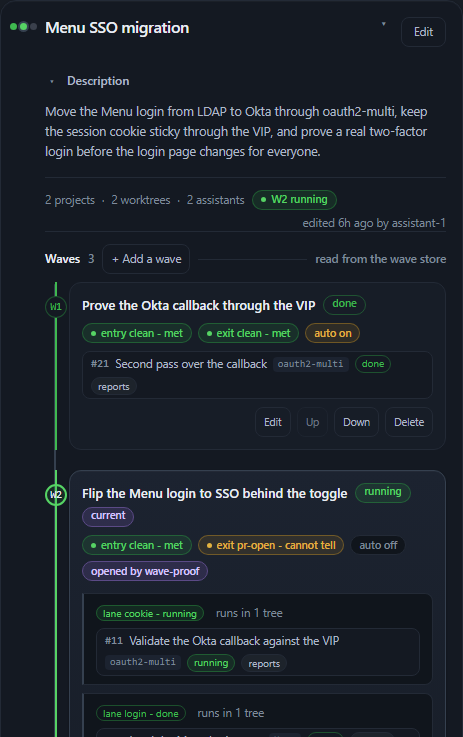 Menu SSO migration
Edit
Description
Move the Menu login from LDAP to Okta through oauth2-multi, keep
the session cookie sticky through the VIP, and prove a real two-factor
login before the login page changes for everyone.
2 projects · 2 worktrees · 2 assistants W2 running
edited 6h ago by assistant-1
Waves 3 + Add a wave read from the wave store
W1
Prove the Okta callback through the VIP done
entry clean - met exit clean - met auto on
#21 Second pass over the callback oauth2-multi done
reports
Edit Up Down Delete
W2
Flip the Menu login to SSO behind the toggle running
current
entry clean - met exit pr-open - cannot tell auto off
opened by wave-proof
lane cookie - running runs in 1 tree
#11 Validate the Okta callback against the VIP
oauth2-multi running reports
lane login - done runs in 1 tree